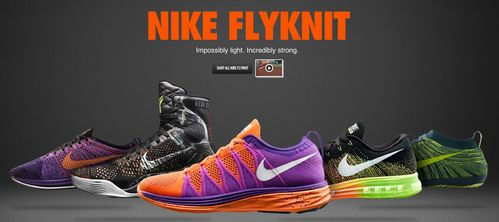 NIKE FLYKNIT
Impossibly light. Incredibly strong.
SHOP ALL NIKE FLYKNIT